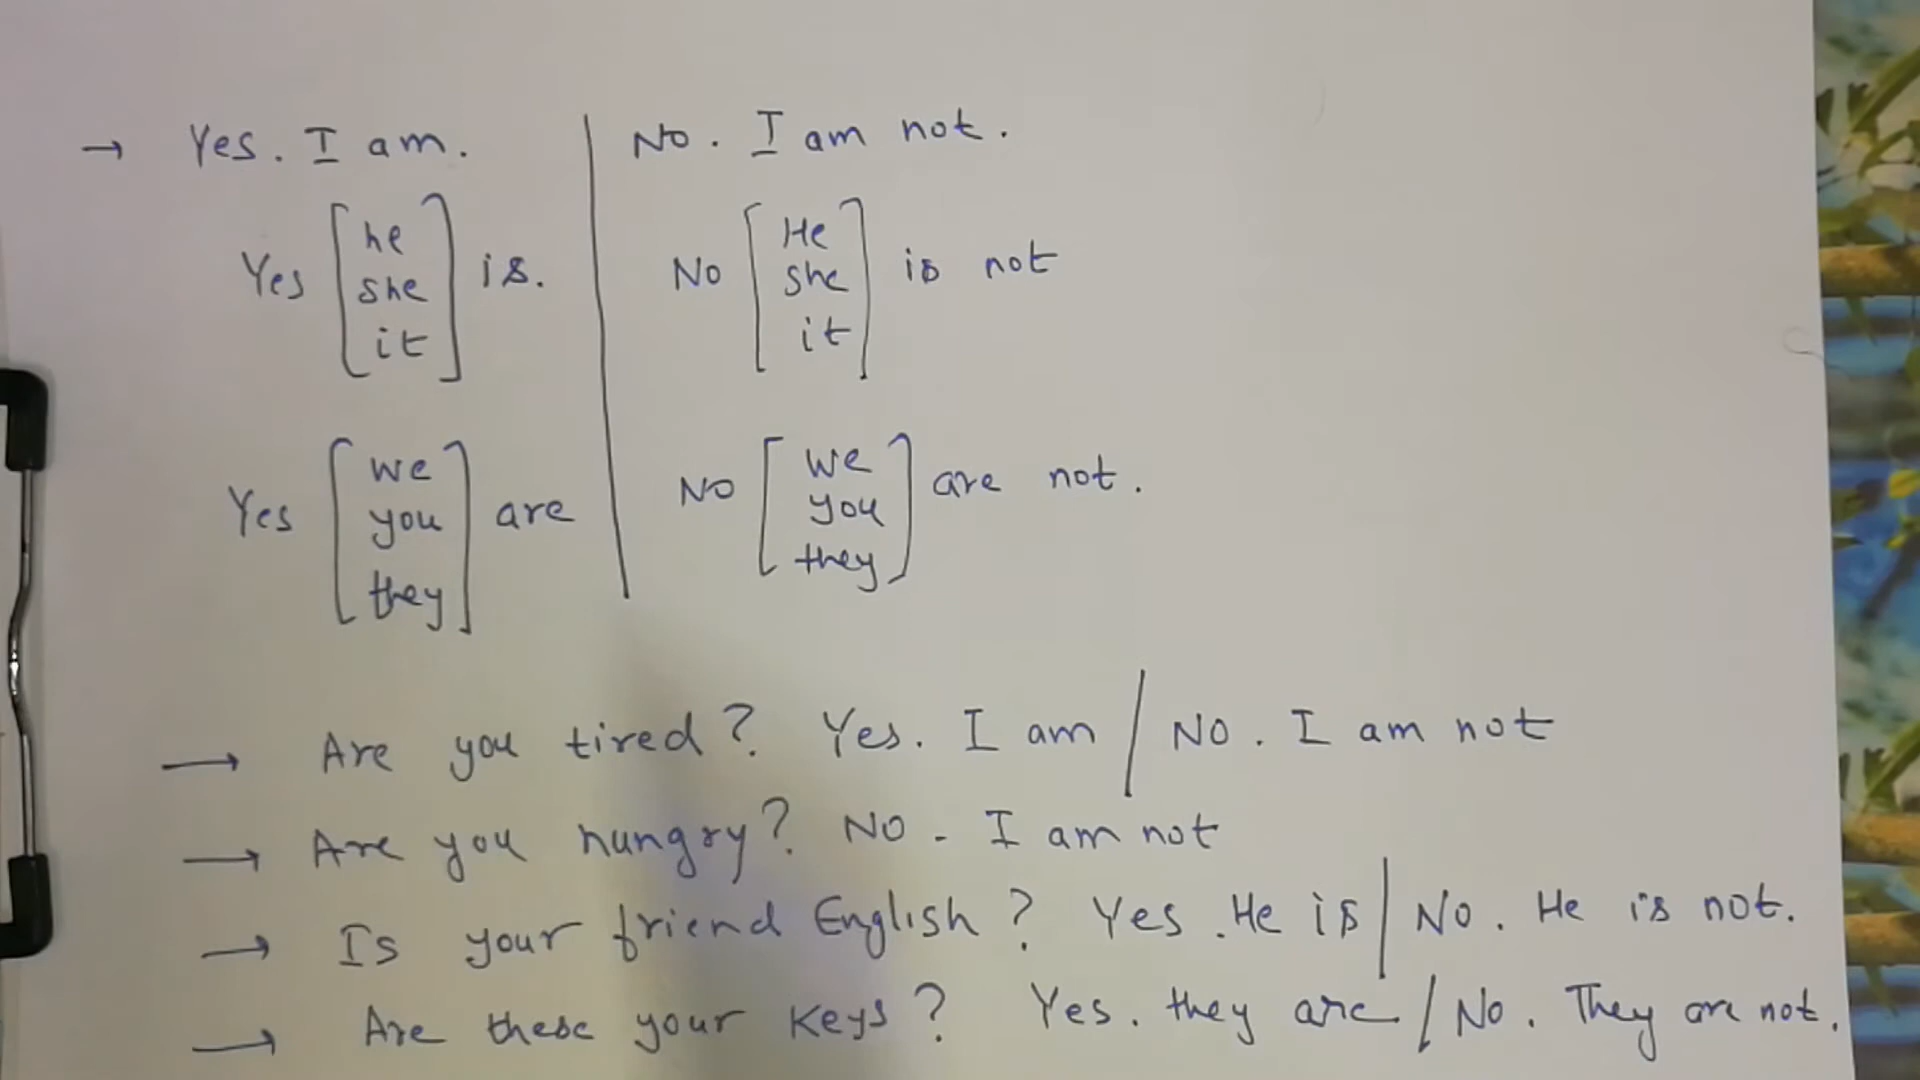 → Yes. I am. | No. I am not.
Yes [he she it] is. | No [He she it] is not
Yes [we you they] are | No [we you they] are not.
→ Are you tired? Yes. I am / No. I am not
→ Are you hungry? No - I am not
→ Is your friend English? Yes. He is / No. He is not.
→ Are these your keys? Yes. they are / No. They are not.